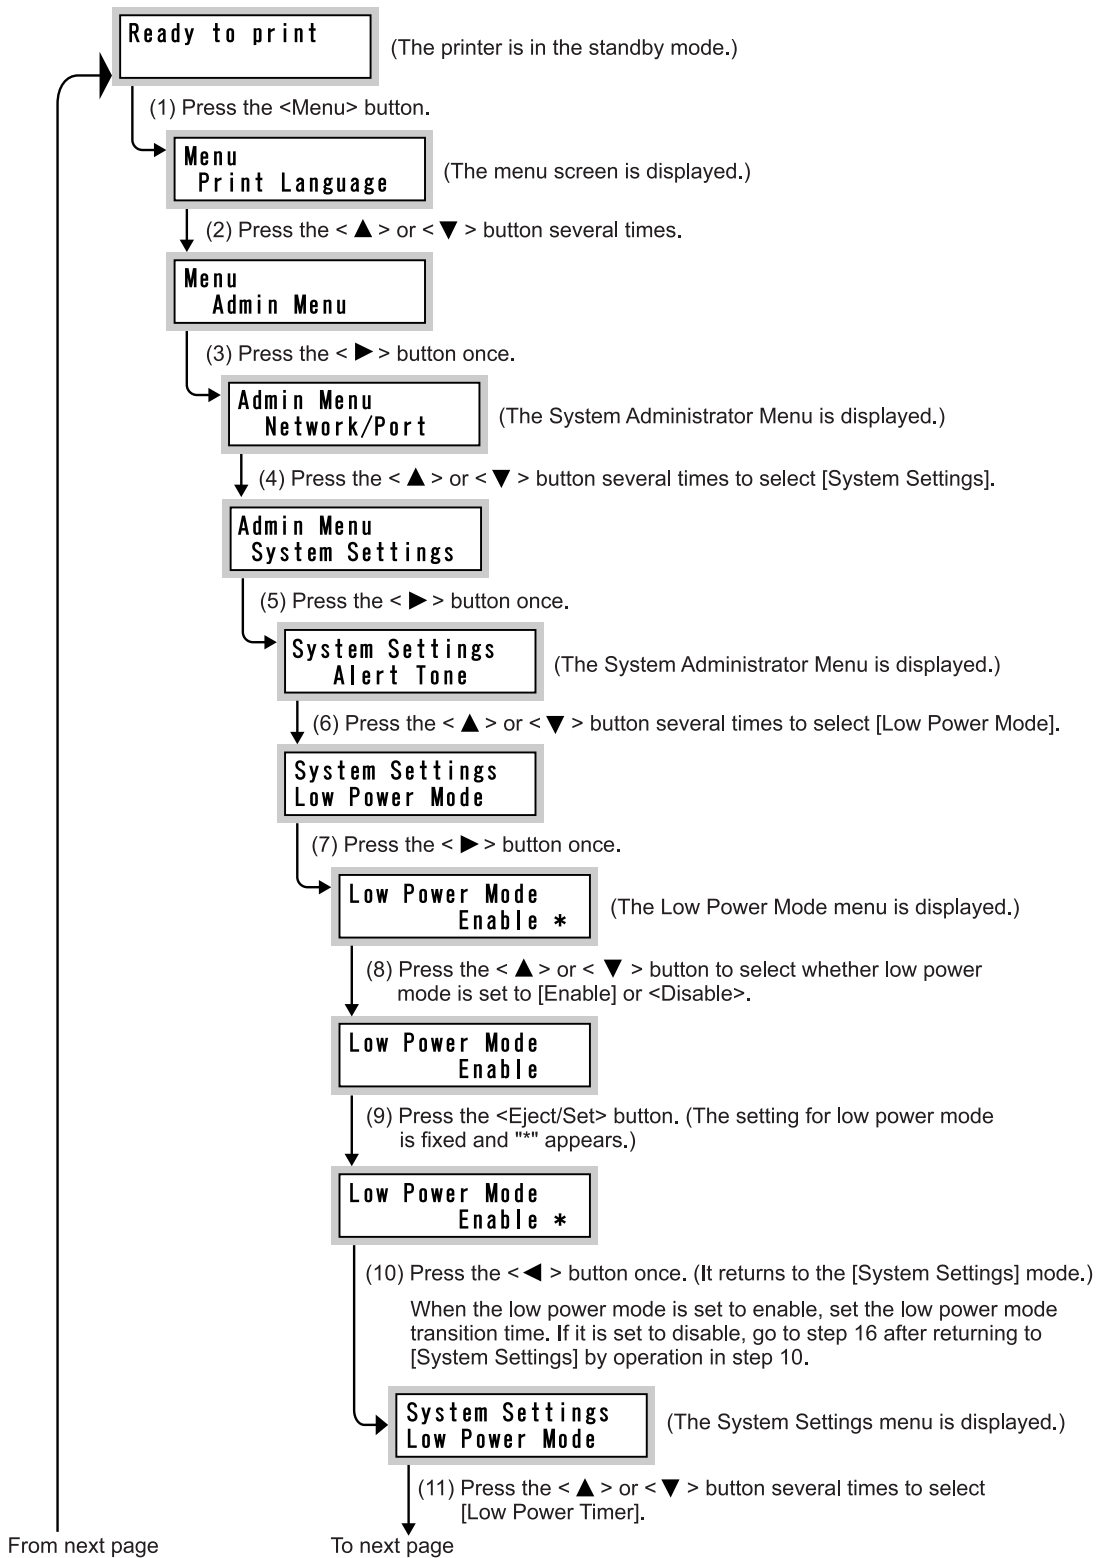 Ready to print
(The printer is in the standby mode.)
(1) Press the <Menu> button.
Menu
Print Language
(The menu screen is displayed.)
(2) Press the < ▲ > or < ▼ > button several times.
Menu
Admin Menu
(3) Press the < ▶ > button once.
Admin Menu
Network/Port
(The System Administrator Menu is displayed.)
(4) Press the < ▲ > or < ▼ > button several times to select [System Settings].
Admin Menu
System Settings
(5) Press the < ▶ > button once.
System Settings
Alert Tone
(The System Administrator Menu is displayed.)
(6) Press the < ▲ > or < ▼ > button several times to select [Low Power Mode].
System Settings
Low Power Mode
(7) Press the < ▶ > button once.
Low Power Mode
Enable *
(The Low Power Mode menu is displayed.)
(8) Press the < ▲ > or < ▼ > button to select whether low power
mode is set to [Enable] or <Disable>.
Low Power Mode
Enable
(9) Press the <Eject/Set> button. (The setting for low power mode
is fixed and "*" appears.)
Low Power Mode
Enable *
(10) Press the < ◀ > button once. (It returns to the [System Settings] mode.)
When the low power mode is set to enable, set the low power mode
transition time. If it is set to disable, go to step 16 after returning to
[System Settings] by operation in step 10.
System Settings
Low Power Mode
(The System Settings menu is displayed.)
(11) Press the < ▲ > or < ▼ > button several times to select
[Low Power Timer].
From next page
To next page